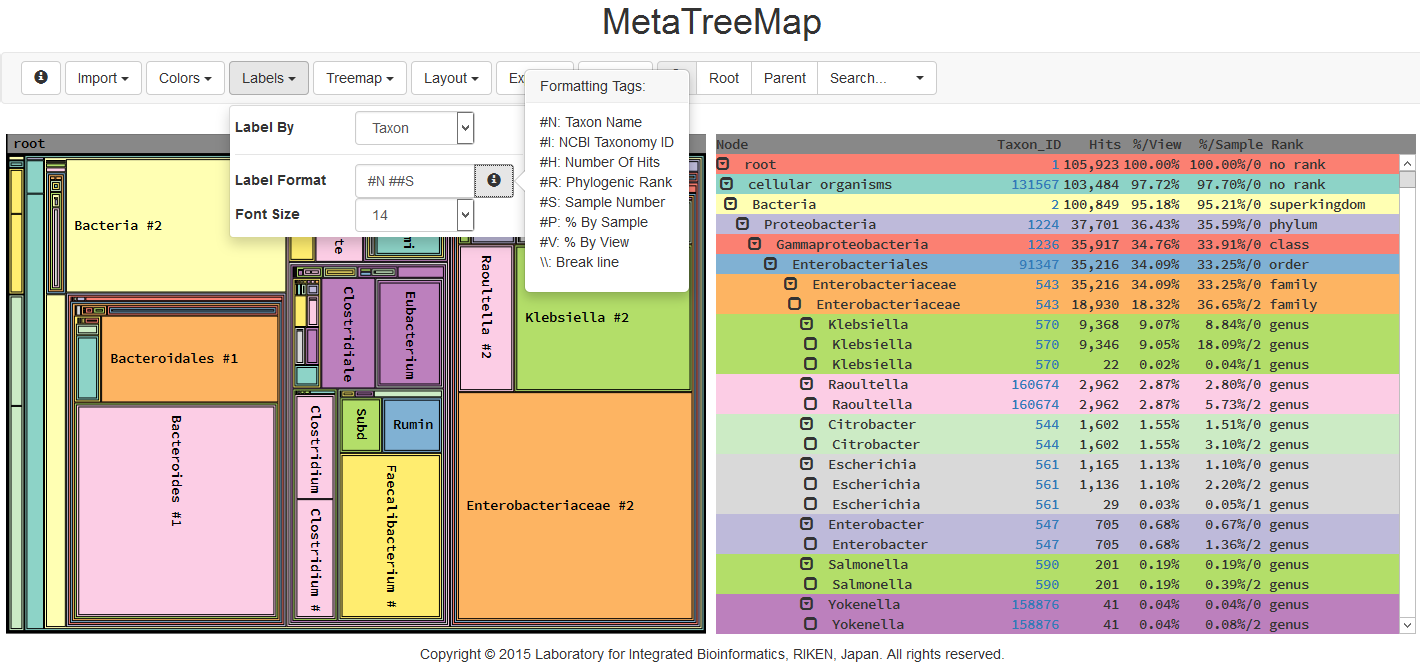 MetaTreeMap
Import Colors Labels Treemap Layout Root Parent Search...
Formatting Tags:
#N: Taxon Name
#I: NCBI Taxonomy ID
#H: Number Of Hits
#R: Phylogenic Rank
#S: Sample Number
#P: % By Sample
#V: % By View
\\: Break line
Label By Taxon
Label Format #N ##S
Font Size 14
root
Bacteria #2
Bacteroidales #1
Bacteroides #1
Clostridiale
Eubacterium
Clostridium
Clostridium #
Subd
Rumin
Faecalibacterium #
Raoultella #2
Klebsiella #2
Enterobacteriaceae #2
Node Taxon_ID Hits %/View %/Sample Rank
root 1 105,923 100.00% 100.00%/0 no rank
cellular organisms 131567 103,484 97.72% 97.70%/0 no rank
Bacteria 2 100,849 95.18% 95.21%/0 superkingdom
Proteobacteria 1224 37,701 36.43% 35.59%/0 phylum
Gammaproteobacteria 1236 35,917 34.76% 33.91%/0 class
Enterobacteriales 91347 35,216 34.09% 33.25%/0 order
Enterobacteriaceae 543 35,216 34.09% 33.25%/0 family
Enterobacteriaceae 543 18,930 18.32% 36.65%/2 family
Klebsiella 570 9,368 9.07% 8.84%/0 genus
Klebsiella 570 9,346 9.05% 18.09%/2 genus
Klebsiella 570 22 0.02% 0.04%/1 genus
Raoultella 160674 2,962 2.87% 2.80%/0 genus
Raoultella 160674 2,962 2.87% 5.73%/2 genus
Citrobacter 544 1,602 1.55% 1.51%/0 genus
Citrobacter 544 1,602 1.55% 3.10%/2 genus
Escherichia 561 1,165 1.13% 1.10%/0 genus
Escherichia 561 1,136 1.10% 2.20%/2 genus
Escherichia 561 29 0.03% 0.05%/1 genus
Enterobacter 547 705 0.68% 0.67%/0 genus
Enterobacter 547 705 0.68% 1.36%/2 genus
Salmonella 590 201 0.19% 0.19%/0 genus
Salmonella 590 201 0.19% 0.39%/2 genus
Yokenella 158876 41 0.04% 0.04%/0 genus
Yokenella 158876 41 0.04% 0.08%/2 genus
Copyright © 2015 Laboratory for Integrated Bioinformatics, RIKEN, Japan. All rights reserved.